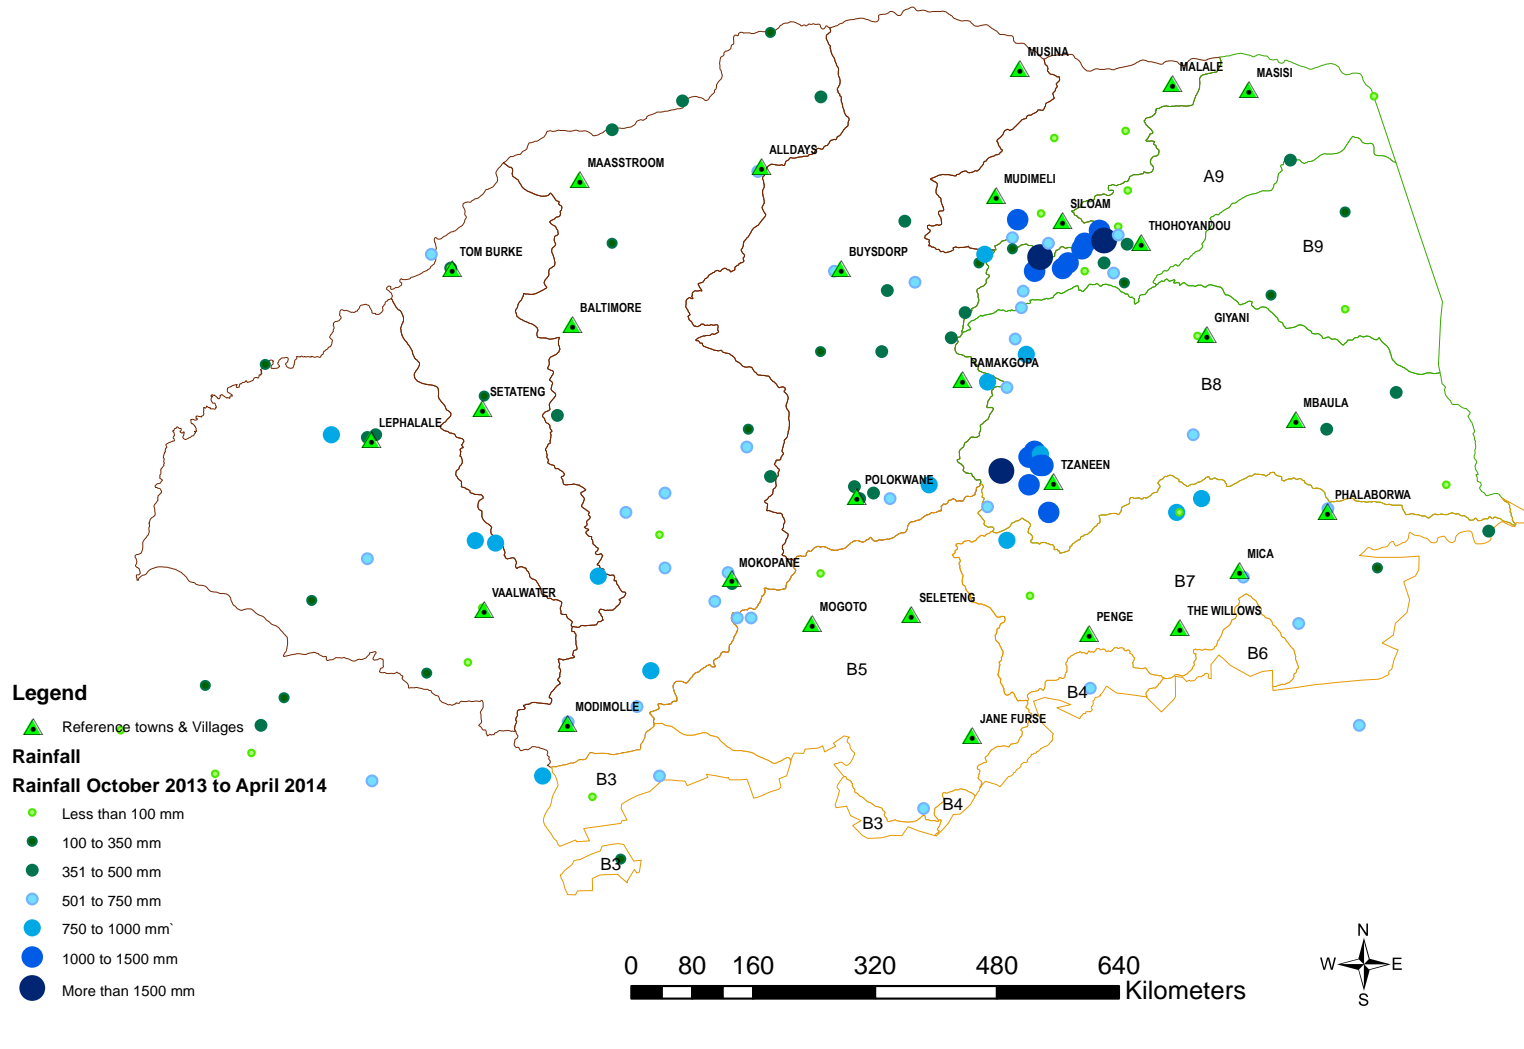 MUSINA
MALALE
MASISI
ALLDAYS
MAASSTROOM
MUDIMELI
A9
SILOAM
THOHOYANDOU
TOM BURKE
BUYSDORP
B9
BALTIMORE
GIYANI
RAMAKGOPA
B8
SETATENG
MBAULA
LEPHALALE
TZANEEN
POLOKWANE
PHALABORWA
MICA
MOKOPANE
B7
VAALWATER
MOGOTO
SELETENG
PENGE
THE WILLOWS
B6
B5
B4
MODIMOLLE
JANE FURSE
B3
B4
B3
B3
Legend
Reference towns & Villages
Rainfall
Rainfall October 2013 to April 2014
Less than 100 mm
100 to 350 mm
351 to 500 mm
501 to 750 mm
750 to 1000 mm`
1000 to 1500 mm
More than 1500 mm
0 80 160 320 480 640
Kilometers
N
W E
S